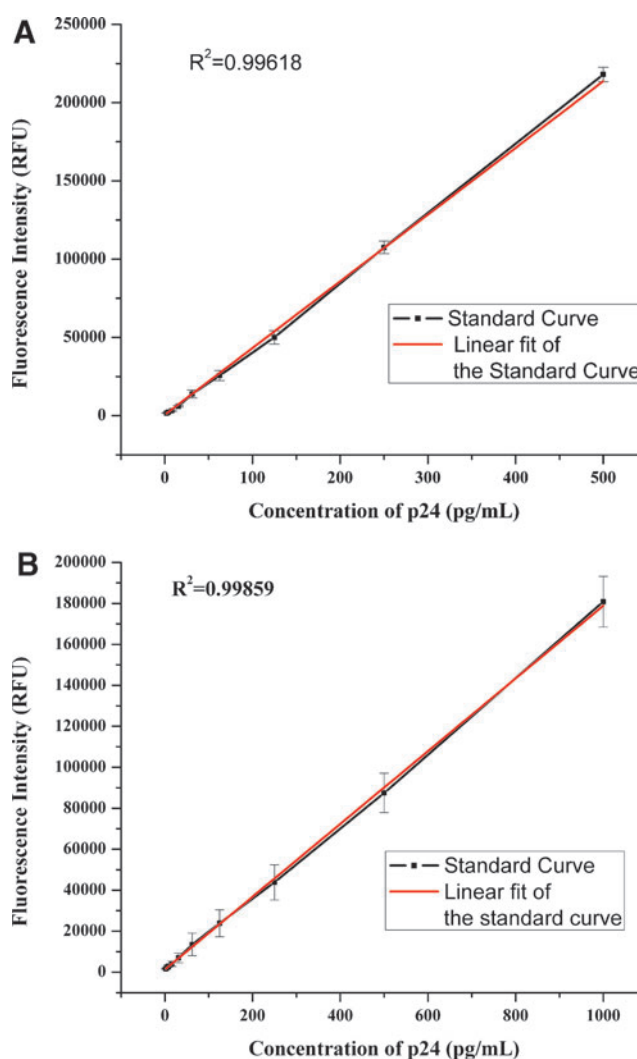 A
R²=0.99618
Fluorescence Intensity (RFU)
250000
200000
150000
100000
50000
0
Standard Curve
Linear fit of
the Standard Curve
0 100 200 300 400 500
Concentration of p24 (pg/mL)
B
R²=0.99859
Fluorescence Intensity (RFU)
200000
180000
160000
140000
120000
100000
80000
60000
40000
20000
0
Standard Curve
Linear fit of
the standard curve
0 200 400 600 800 1000
Concentration of p24 (pg/mL)